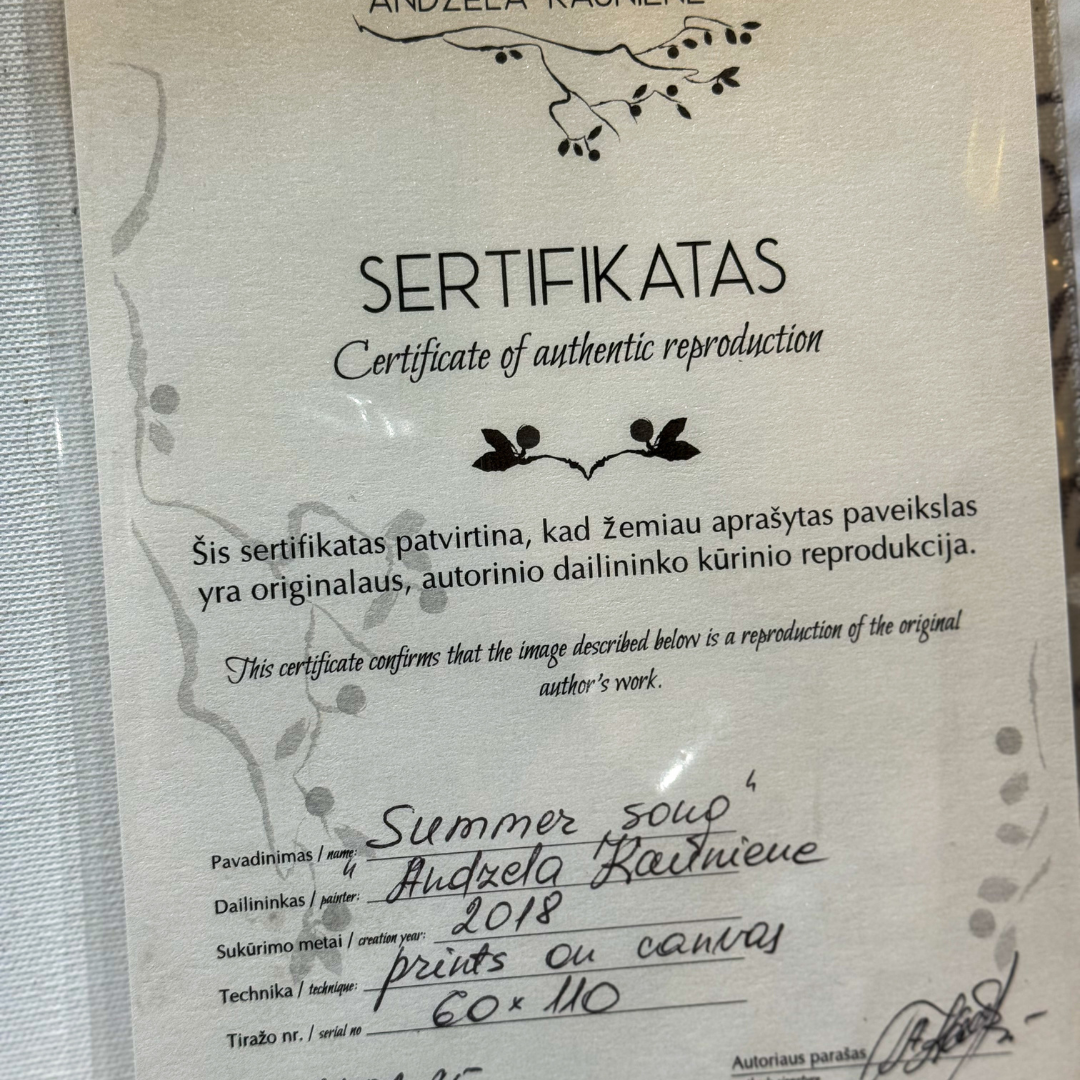 ANDZELA KAUNIENE
SERTIFIKATAS
Certificate of authentic reproduction
Šis sertifikatas patvirtina, kad žemiau aprašytas paveikslas
yra originalaus, autorinio dailininko kūrinio reprodukcija.
This certificate confirms that the image described below is a reproduction of the original
author's work.
Pavadinimas / name: „Summer song"
Dailininkas / painter: Andzela Kauniene
Sukūrimo metai / creation year: 2018
Technika / technique: prints on canvas
Tiražo nr. / serial no 60 x 110
Autoriaus parašas